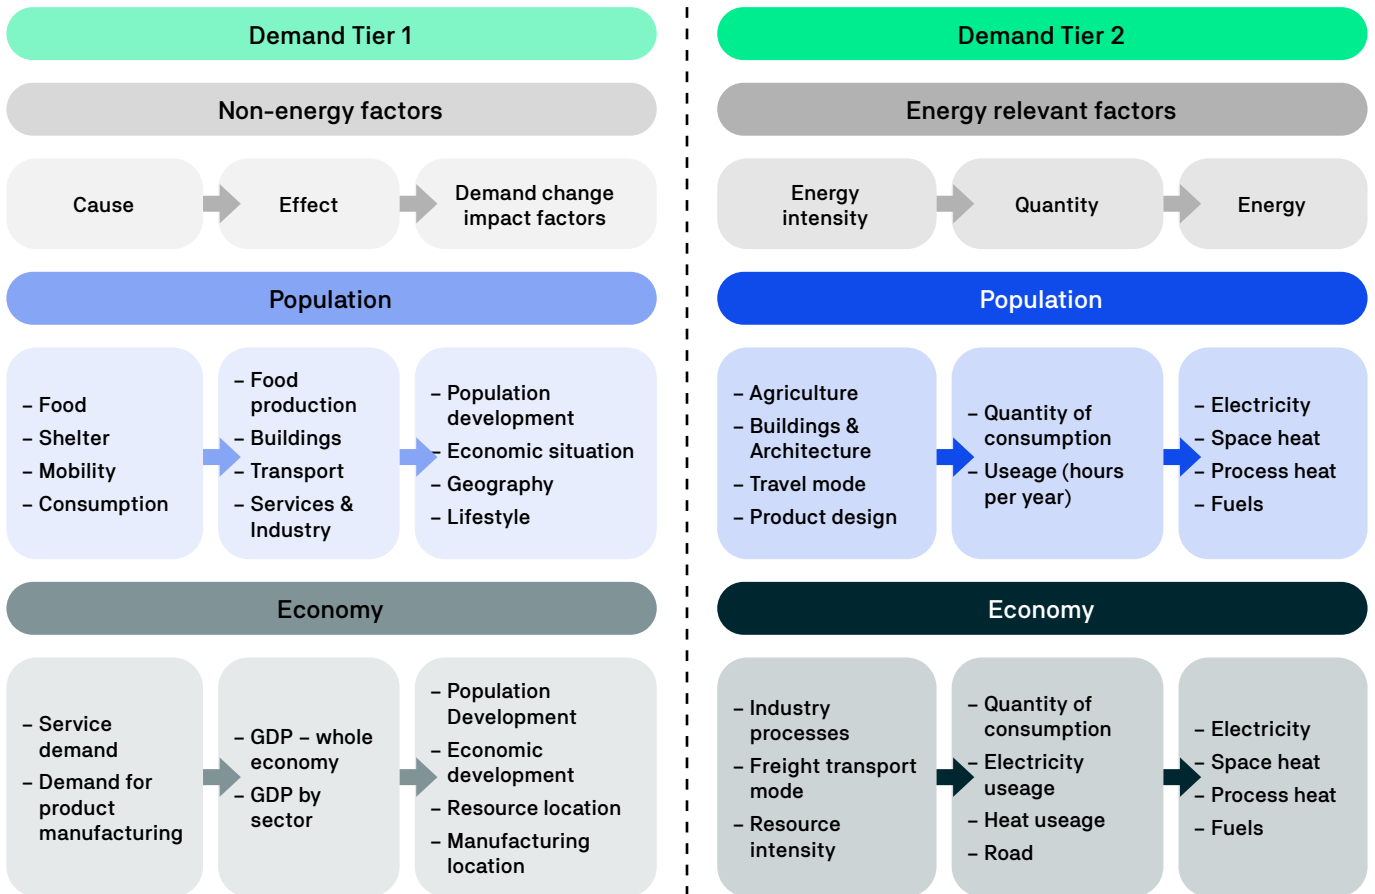 Demand Tier 1
Non-energy factors
Cause
Effect
Demand change
impact factors
Population
– Food
– Shelter
– Mobility
– Consumption
– Food
production
– Buildings
– Transport
– Services &
Industry
– Population
development
– Economic situation
– Geography
– Lifestyle
Economy
– Service
demand
– Demand for
product
manufacturing
– GDP – whole
economy
– GDP by
sector
– Population
Development
– Economic
development
– Resource location
– Manufacturing
location
Demand Tier 2
Energy relevant factors
Energy
intensity
Quantity
Energy
Population
– Agriculture
– Buildings &
Architecture
– Travel mode
– Product design
– Quantity of
consumption
– Useage (hours
per year)
– Electricity
– Space heat
– Process heat
– Fuels
Economy
– Industry
processes
– Freight transport
mode
– Resource
intensity
– Quantity of
consumption
– Electricity
useage
– Heat useage
– Road
– Electricity
– Space heat
– Process heat
– Fuels